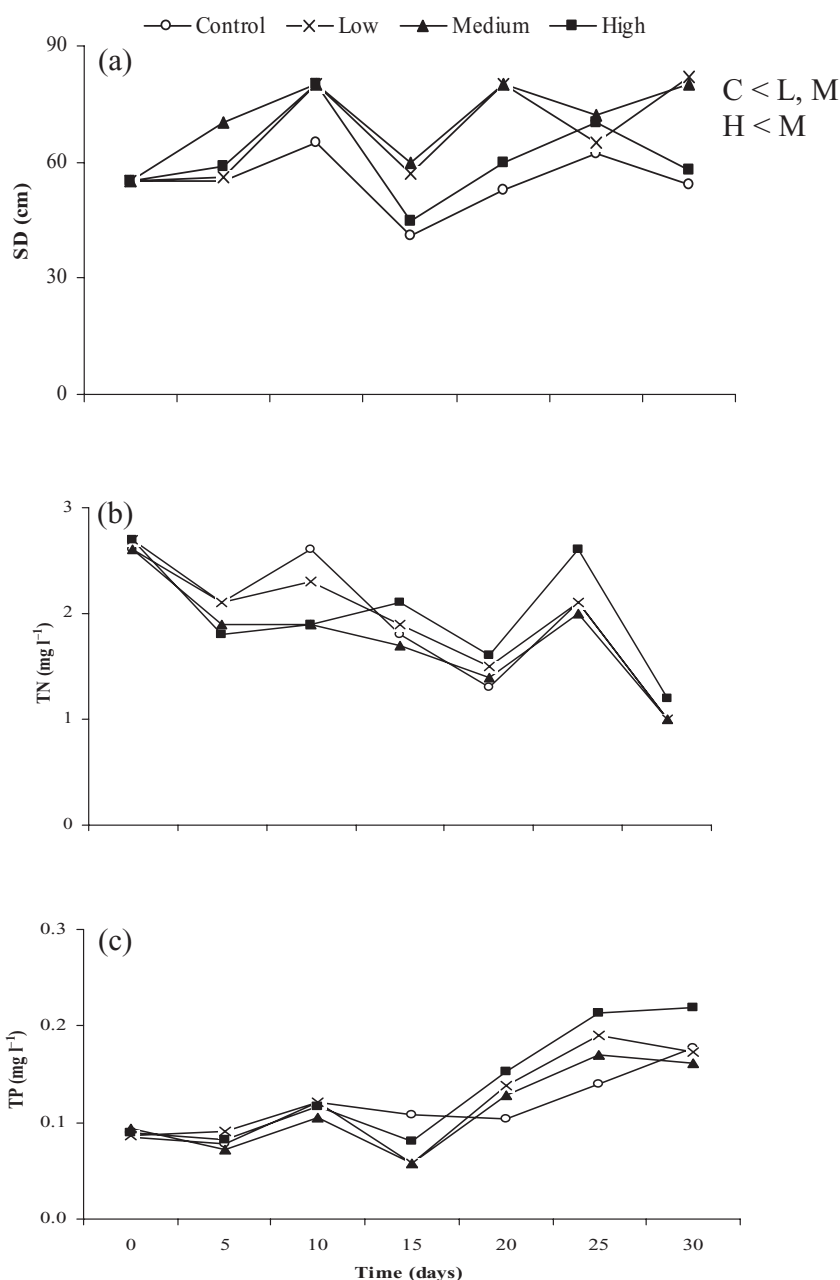 Control Low Medium High
90
60
30
0
SD (cm)
(a)
C < L, M
H < M
3
2
1
0
TN (mg l⁻¹)
(b)
0.3
0.2
0.1
0.0
TP (mg l⁻¹)
(c)
0 5 10 15 20 25 30
Time (days)